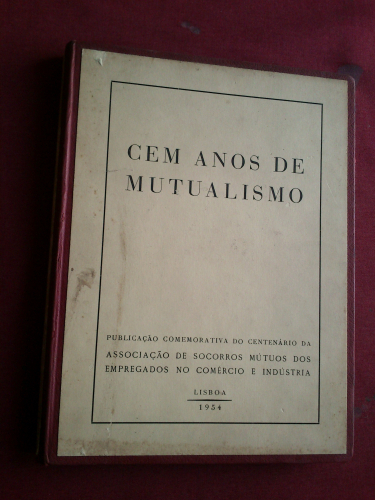 CEM ANOS DE
MUTUALISMO
PUBLICAÇÃO COMEMORATIVA DO CENTENÁRIO DA
ASSOCIAÇÃO DE SOCORROS MÚTUOS DOS
EMPREGADOS NO COMÉRCIO E INDÚSTRIA
LISBOA
1954